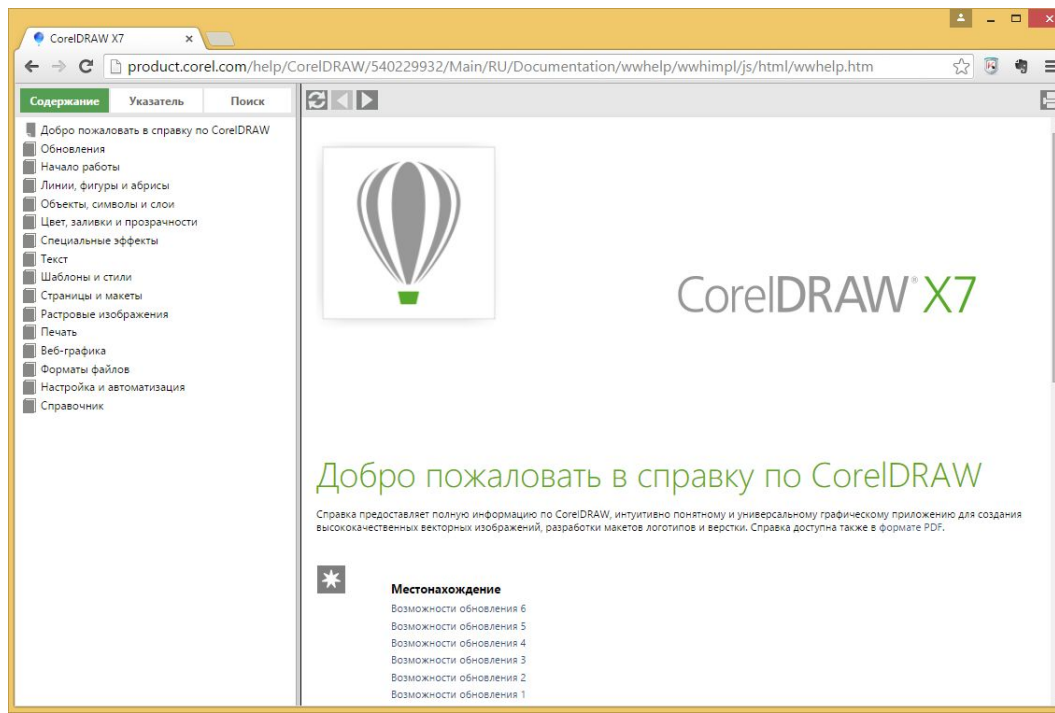 CorelDRAW X7
product.corel.com/help/CorelDRAW/540229932/Main/RU/Documentation/wwhelp/wwhimpl/js/html/wwhelp.htm
Содержание Указатель Поиск
Добро пожаловать в справку по CorelDRAW
Обновления
Начало работы
Линии, фигуры и абрисы
Объекты, символы и слои
Цвет, заливки и прозрачности
Специальные эффекты
Текст
Шаблоны и стили
Страницы и макеты
Растровые изображения
Печать
Веб-графика
Форматы файлов
Настройка и автоматизация
Справочник
CorelDRAW® X7
Добро пожаловать в справку по CorelDRAW
Справка предоставляет полную информацию по CorelDRAW, интуитивно понятному и универсальному графическому приложению для создания
высококачественных векторных изображений, разработки макетов логотипов и верстки. Справка доступна также в формате PDF.
Местонахождение
Возможности обновления 6
Возможности обновления 5
Возможности обновления 4
Возможности обновления 3
Возможности обновления 2
Возможности обновления 1